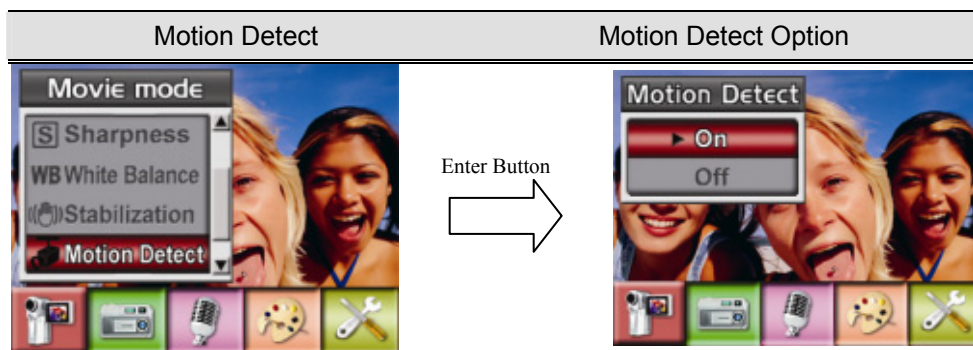 Motion Detect
Motion Detect Option
Movie mode
S Sharpness
WB White Balance
Stabilization
Motion Detect
Enter Button
Motion Detect
On
Off